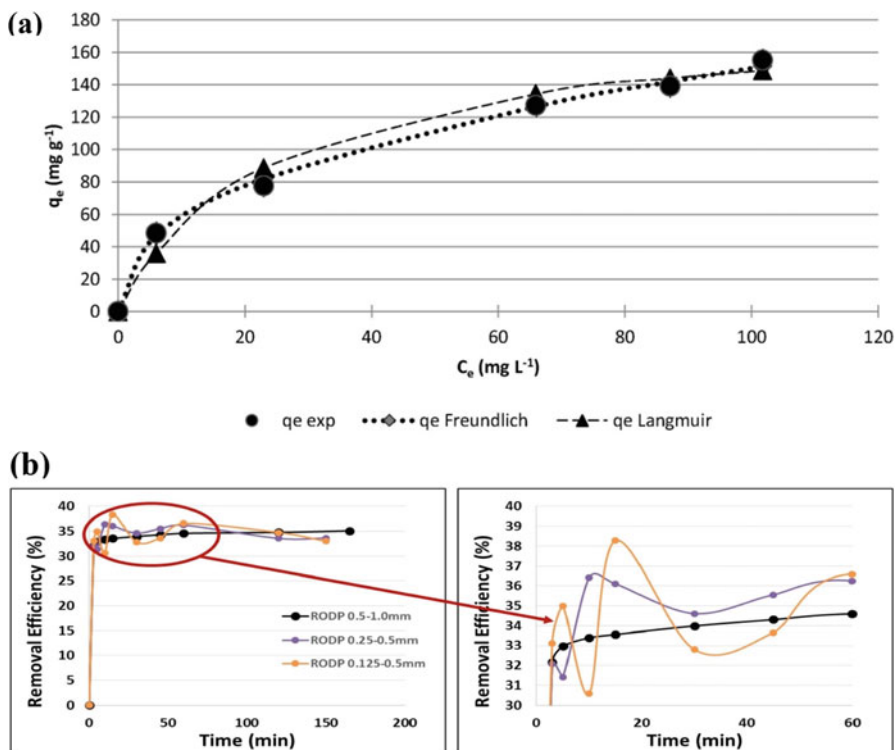 (a)
180
160
140
120
100
80
60
40
20
0
qe (mg g-1)
0 20 40 60 80 100 120
Ce (mg L-1)
qe exp qe Freundlich qe Langmuir
(b)
40
35
30
25
20
15
10
5
0
Removal Efficiency (%)
RODP 0.5-1.0mm
RODP 0.25-0.5mm
RODP 0.125-0.5mm
0 50 100 150 200
Time (min)
40
39
38
37
36
35
34
33
32
31
30
Removal Efficiency (%)
0 20 40 60
Time (min)